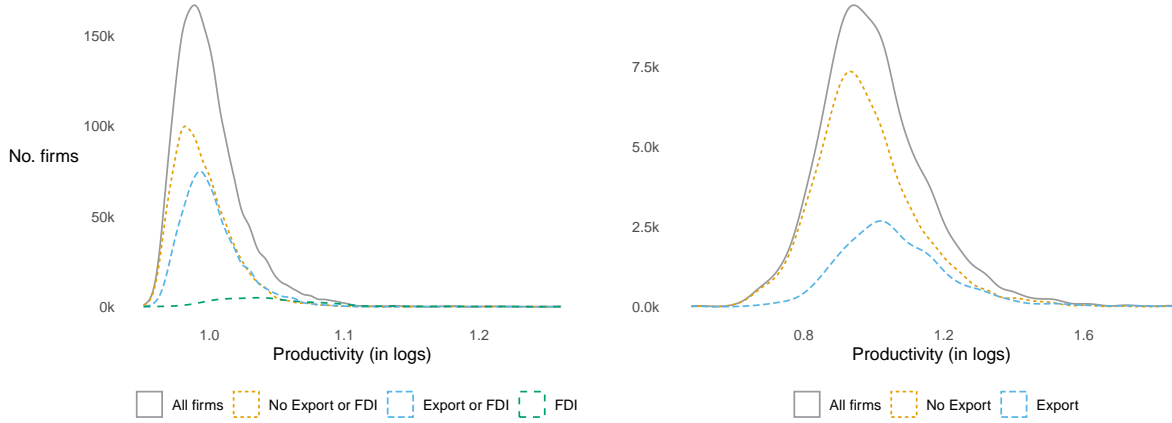 150k
100k
No. firms
50k
0k
1.0 1.1 1.2
Productivity (in logs)
All firms No Export or FDI Export or FDI FDI
7.5k
5.0k
2.5k
0.0k
0.8 1.2 1.6
Productivity (in logs)
All firms No Export Export